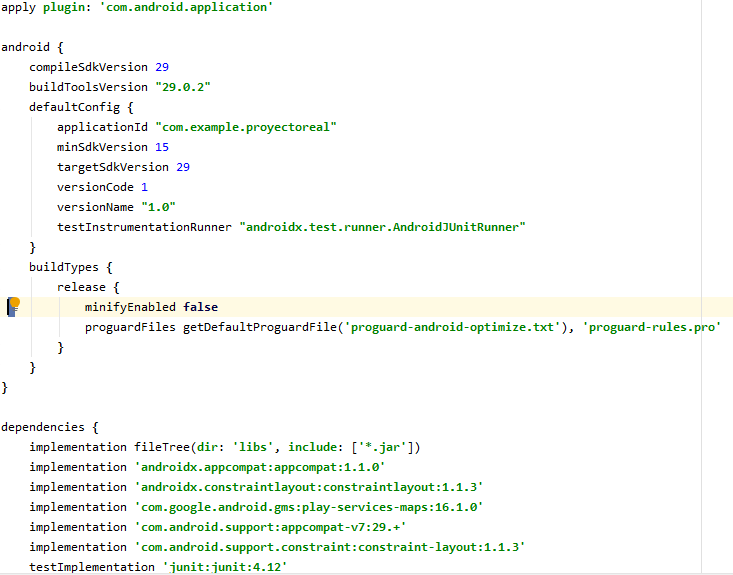 apply plugin: 'com.android.application'
android {
compileSdkVersion 29
buildToolsVersion "29.0.2"
defaultConfig {
applicationId "com.example.proyectoreal"
minSdkVersion 15
targetSdkVersion 29
versionCode 1
versionName "1.0"
testInstrumentationRunner "androidx.test.runner.AndroidJUnitRunner"
}
buildTypes {
release {
minifyEnabled false
proguardFiles getDefaultProguardFile('proguard-android-optimize.txt'), 'proguard-rules.pro'
}
}
}
dependencies {
implementation fileTree(dir: 'libs', include: ['*.jar'])
implementation 'androidx.appcompat:appcompat:1.1.0'
implementation 'androidx.constraintlayout:constraintlayout:1.1.3'
implementation 'com.google.android.gms:play-services-maps:16.1.0'
implementation 'com.android.support:appcompat-v7:29.+'
implementation 'com.android.support.constraint:constraint-layout:1.1.3'
testImplementation 'junit:junit:4.12'